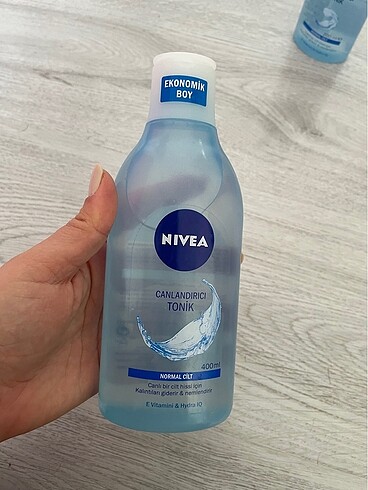 EKONOMİK
BOY
NIVEA
CANLANDIRICI
TONİK
400ml
NORMAL CİLT
Canlı bir cilt hissi için
Kalıntıları giderir & nemlendirir
E Vitamini & Hydra IQ